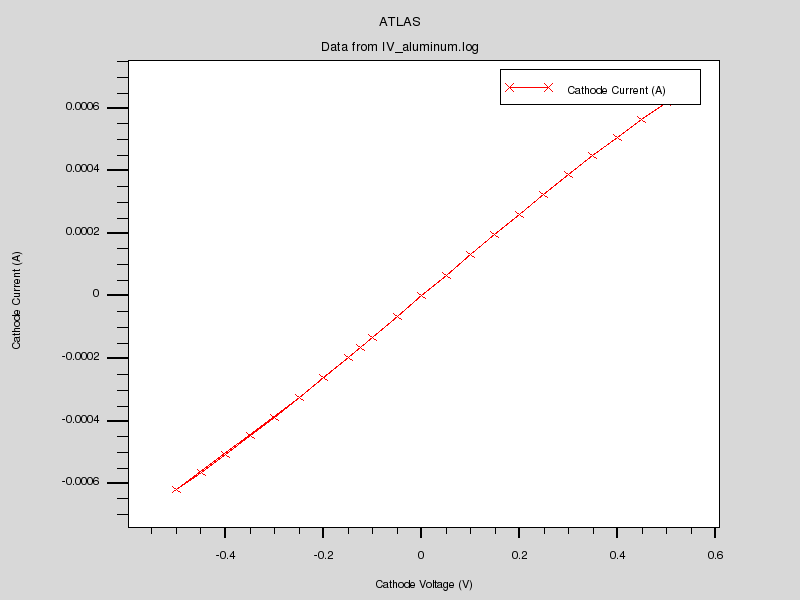 ATLAS
Data from IV_aluminum.log
Cathode Current (A)
0.0006
0.0004
0.0002
0
-0.0002
-0.0004
-0.0006
Cathode Current (A)
-0.4
-0.2
0
0.2
0.4
0.6
Cathode Voltage (V)